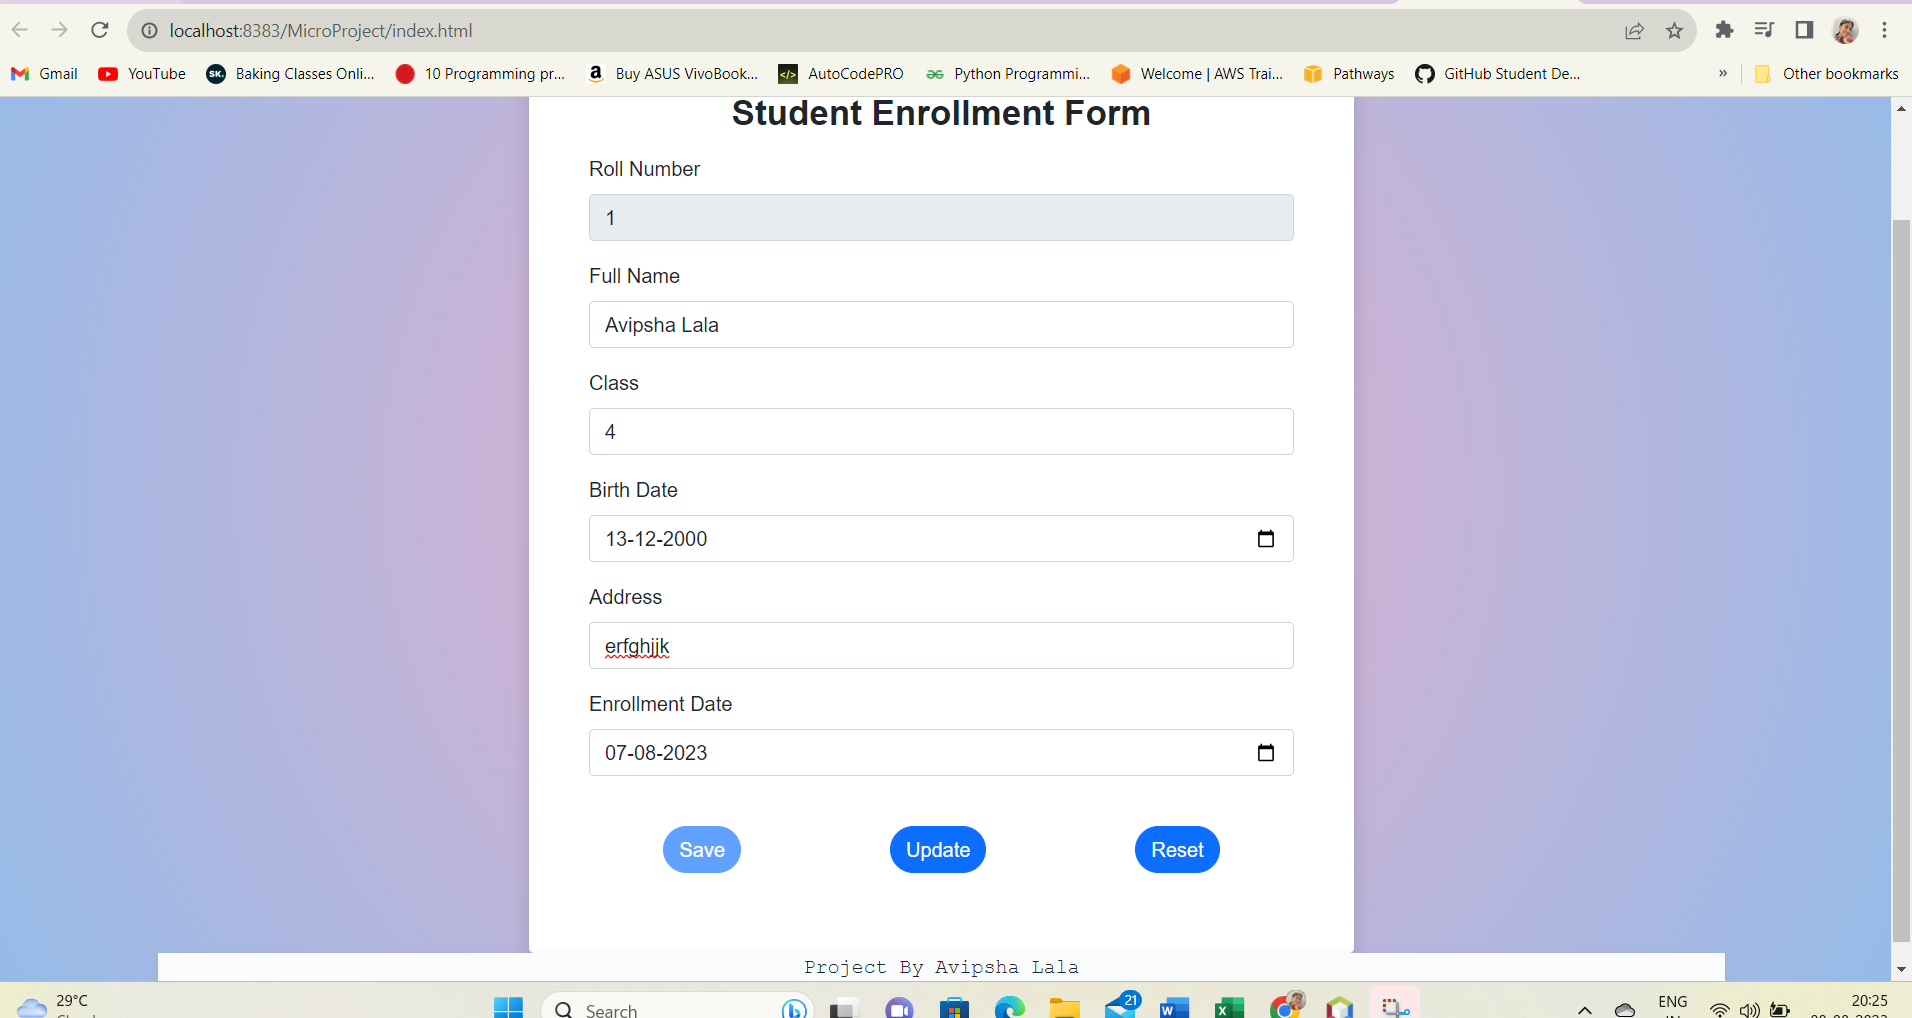 localhost:8383/MicroProject/index.html
Gmail YouTube SK. Baking Classes Onli... 10 Programming pr... Buy ASUS VivoBook... AutoCodePRO Python Programmi... Welcome | AWS Trai... Pathways GitHub Student De... » Other bookmarks
Student Enrollment Form
Roll Number
1
Full Name
Avipsha Lala
Class
4
Birth Date
13-12-2000
Address
erfghjjk
Enrollment Date
07-08-2023
Save Update Reset
Project By Avipsha Lala
29°C Search 21 ENG 20:25